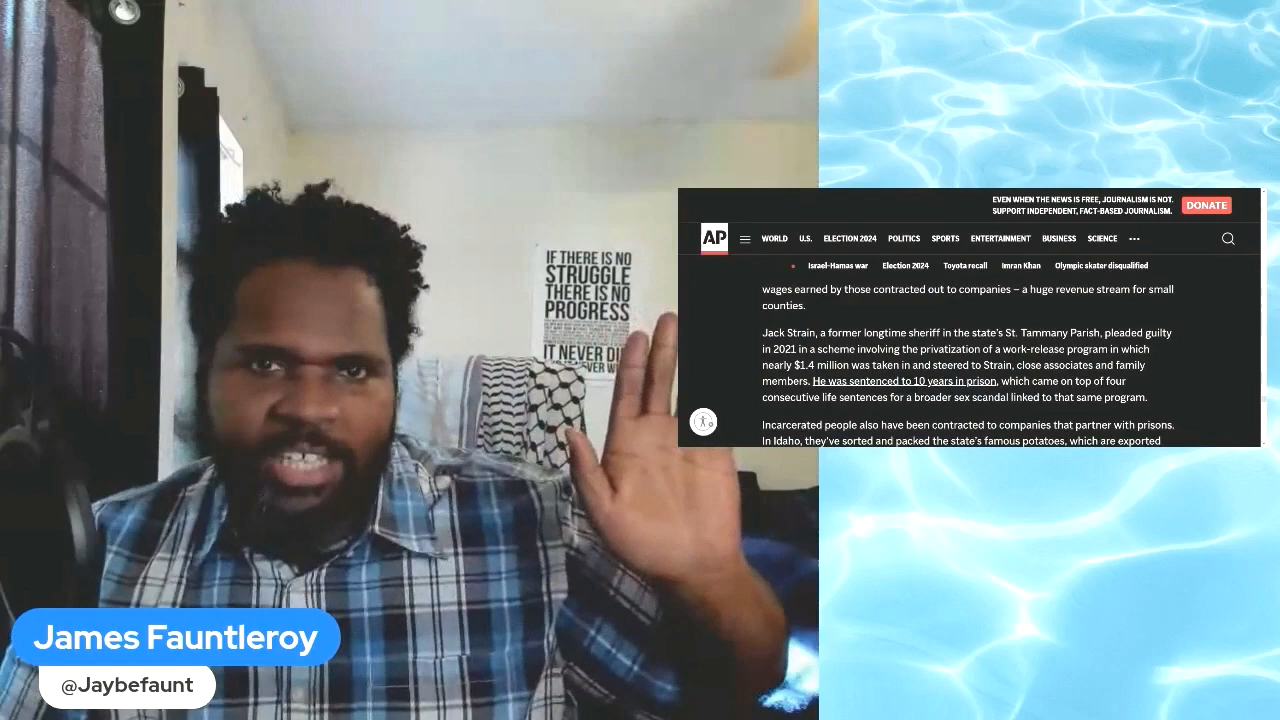 IF THERE IS NO
STRUGGLE
THERE IS NO
PROGRESS
IT NEVER
EVEN WHEN THE NEWS IS FREE, JOURNALISM IS NOT.
SUPPORT INDEPENDENT, FACT-BASED JOURNALISM.
DONATE
AP
WORLD U.S. ELECTION 2024 POLITICS SPORTS ENTERTAINMENT BUSINESS SCIENCE
Israel-Hamas war Election 2024 Toyota recall Imran Khan Olympic skater disqualified
wages earned by those contracted out to companies – a huge revenue stream for small
counties.
Jack Strain, a former longtime sheriff in the state's St. Tammany Parish, pleaded guilty
in 2021 in a scheme involving the privatization of a work-release program in which
nearly $1.4 million was taken in and steered to Strain, close associates and family
members. He was sentenced to 10 years in prison, which came on top of four
consecutive life sentences for a broader sex scandal linked to that same program.
Incarcerated people also have been contracted to companies that partner with prisons.
In Idaho, they've sorted and packed the state's famous potatoes, which are exported
James Fauntleroy
@Jaybefaunt